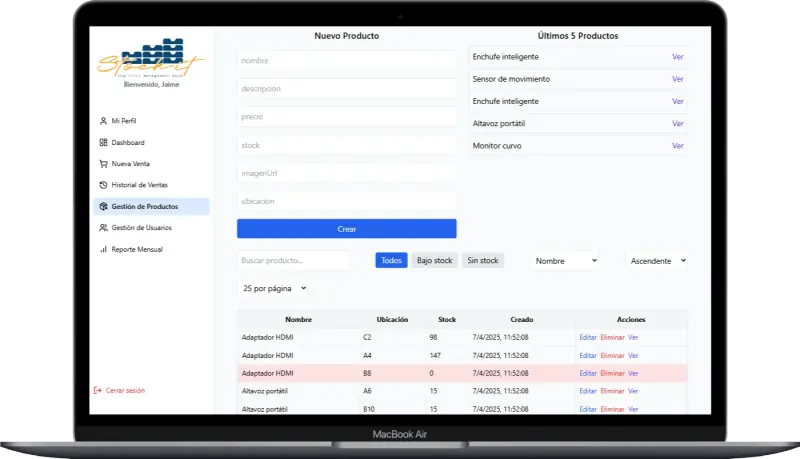 Stock-it
Bienvenido, Jaime
Mi Perfil
Dashboard
Nueva Venta
Historial de Ventas
Gestión de Productos
Gestión de Usuarios
Reporte Mensual
Cerrar sesión
Nuevo Producto
nombre
descripcion
precio
stock
imagenUrl
ubicación
Crear
Últimos 5 Productos
Enchufe inteligente Ver
Sensor de movimiento Ver
Enchufe inteligente Ver
Altavoz portátil Ver
Monitor curvo Ver
Buscar producto... Todos Bajo stock Sin stock Nombre Ascendente
25 por página
Nombre Ubicación Stock Creado Acciones
Adaptador HDMI C2 98 7/4/2025, 11:52:08 Editar Eliminar Ver
Adaptador HDMI A4 147 7/4/2025, 11:52:08 Editar Eliminar Ver
Adaptador HDMI B8 0 7/4/2025, 11:52:08 Editar Eliminar Ver
Altavoz portátil A6 15 7/4/2025, 11:52:08 Editar Eliminar Ver
Altavoz portátil B10 15 7/4/2025, 11:52:08 Editar Eliminar Ver
MacBook Air